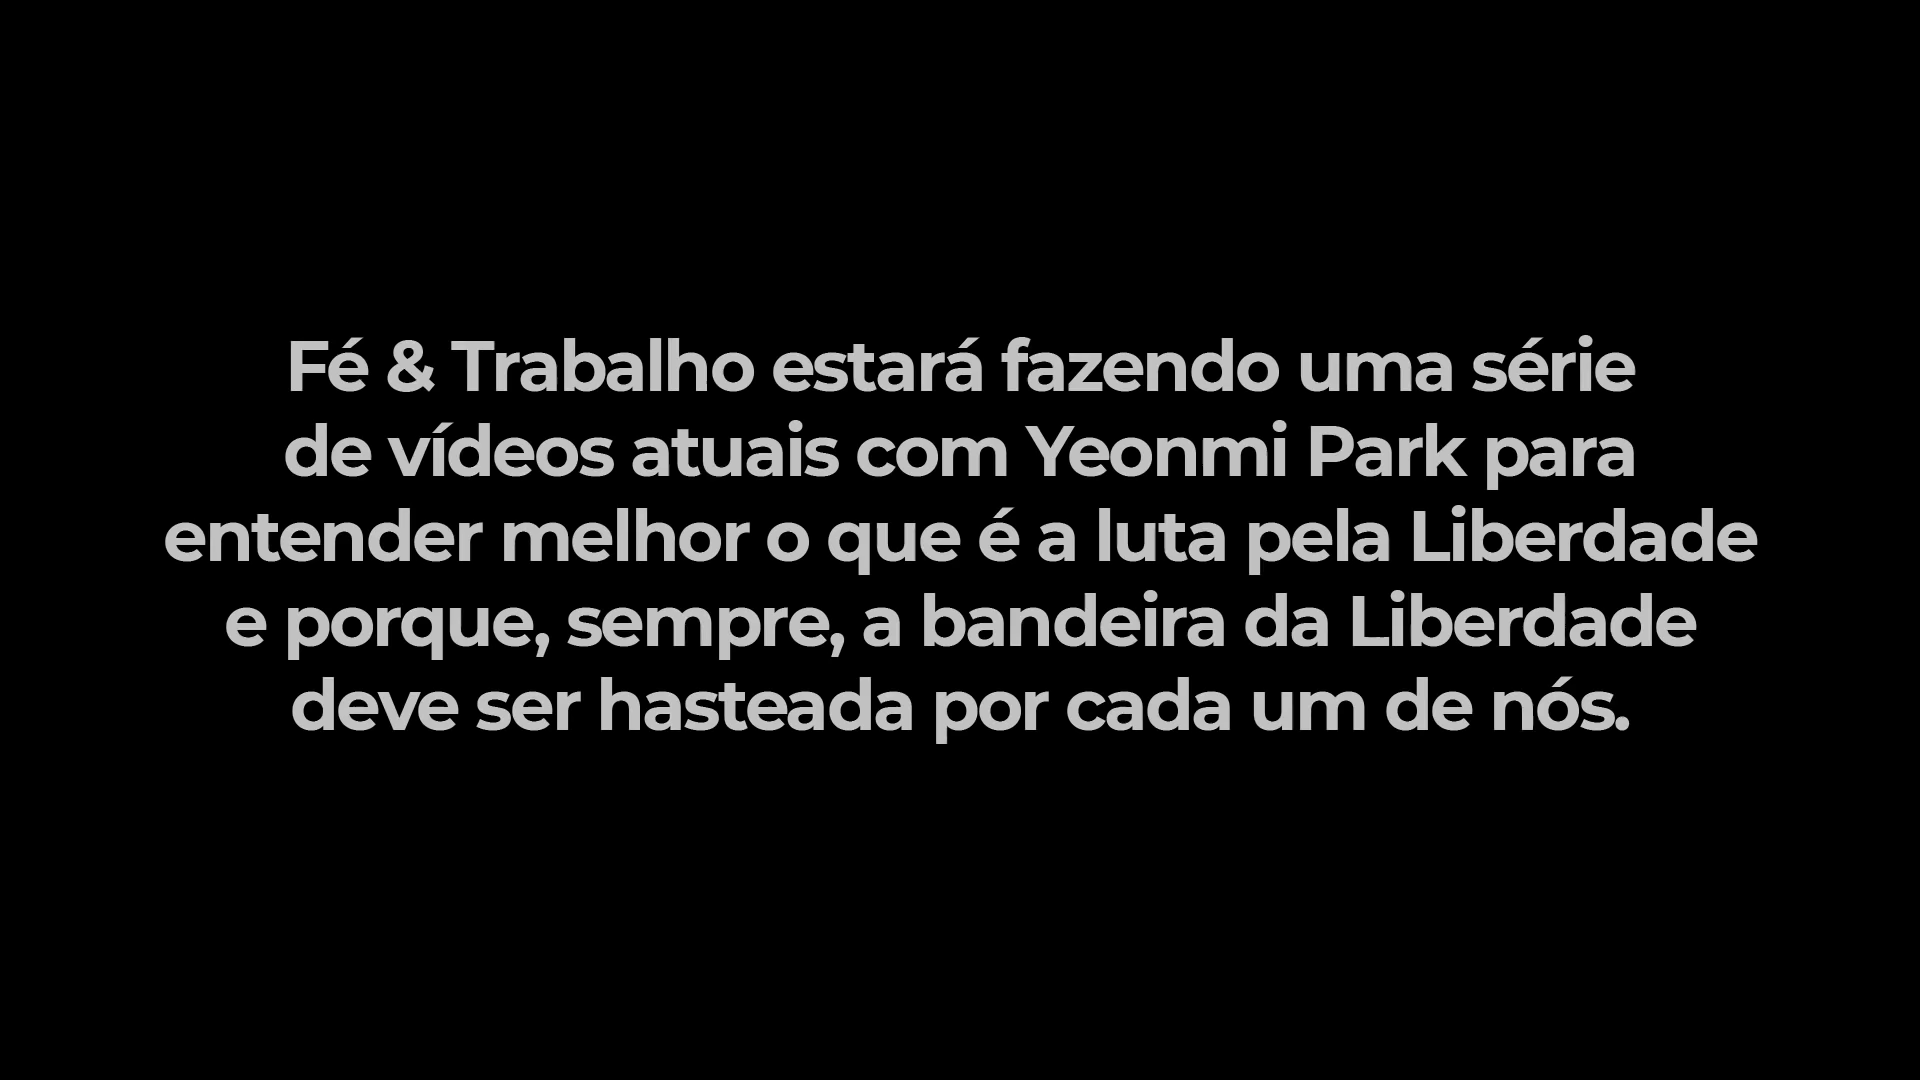 Fé & Trabalho estará fazendo uma série
de vídeos atuais com Yeonmi Park para
entender melhor o que é a luta pela Liberdade
e porque, sempre, a bandeira da Liberdade
deve ser hasteada por cada um de nós.